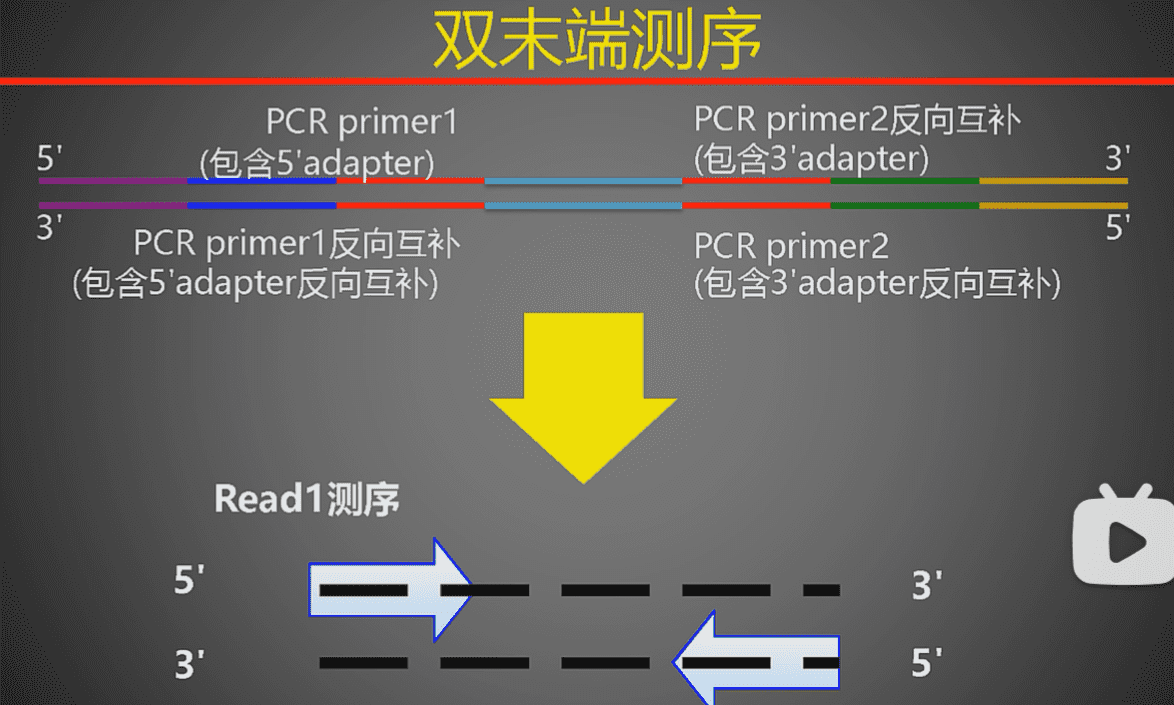 双末端测序
PCR primer1
(包含5'adapter)
PCR primer2反向互补
(包含3'adapter)
5'
3'
3'
5'
PCR primer1反向互补
(包含5'adapter反向互补)
PCR primer2
(包含3'adapter反向互补)
Read1测序
5'
3'
3'
5'